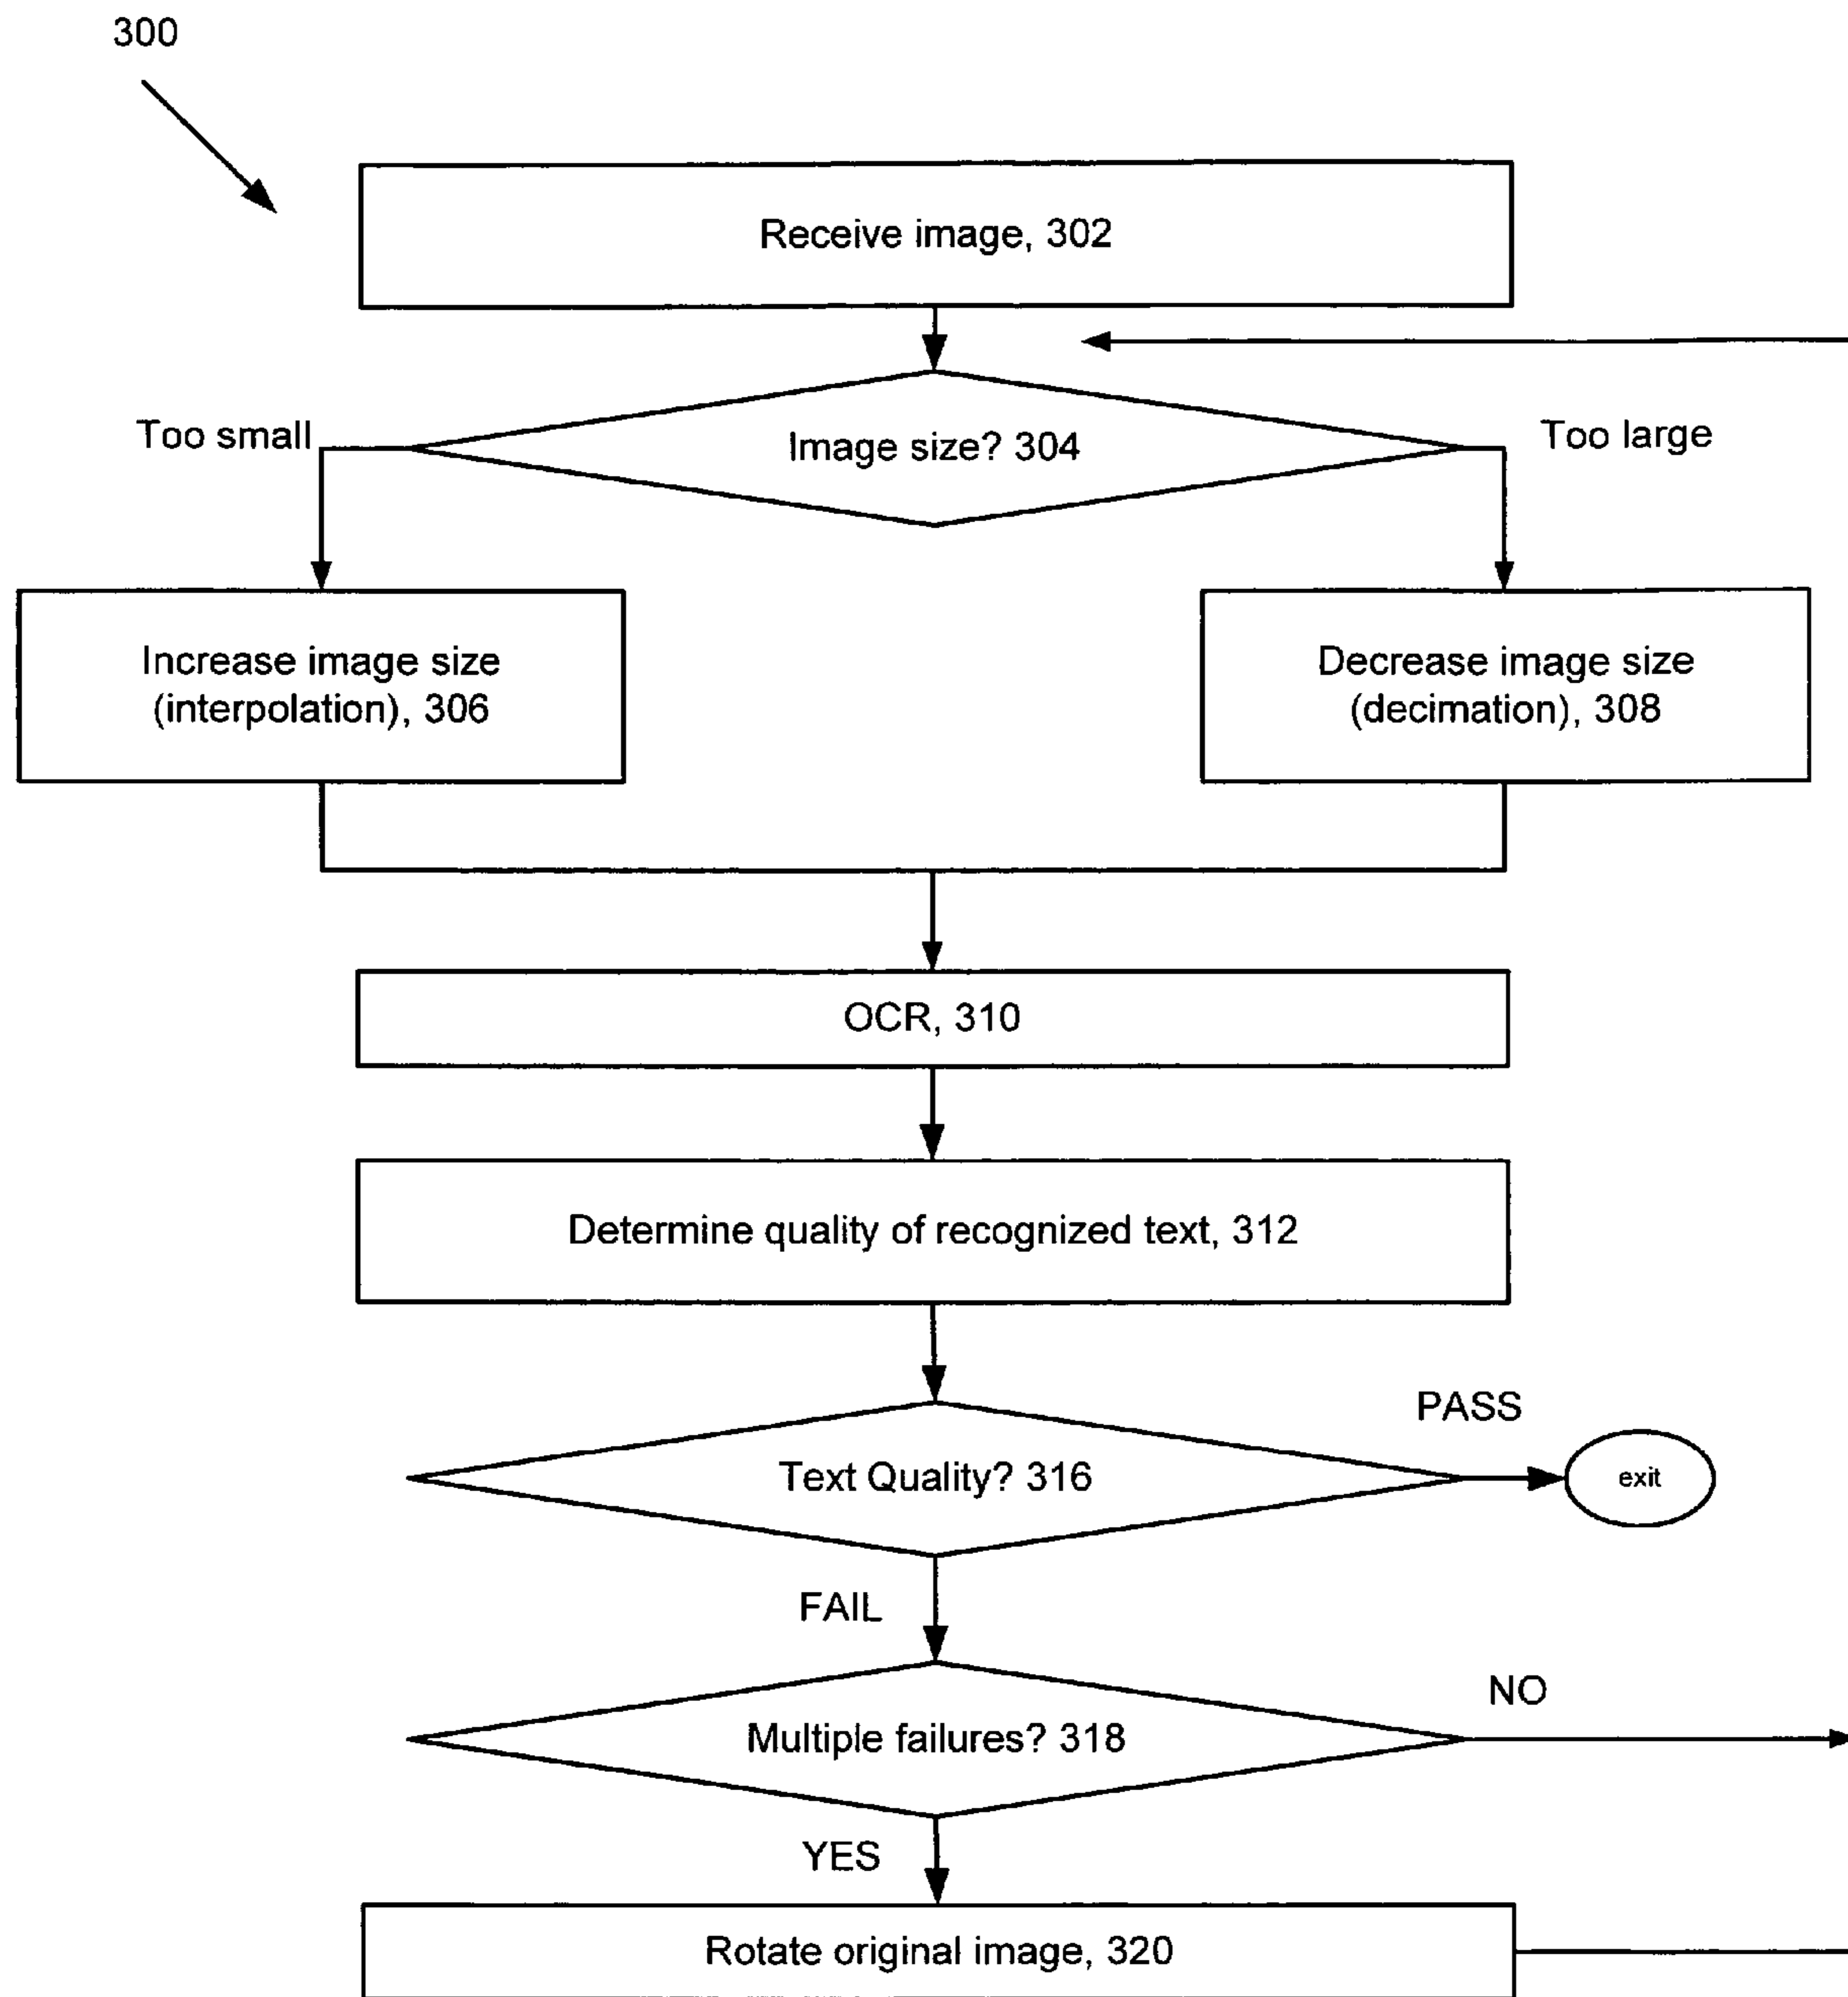 300
Receive image, 302
Too small
Image size? 304
Too large
Increase image size
(interpolation), 306
Decrease image size
(decimation), 308
OCR, 310
Determine quality of recognized text, 312
PASS
Text Quality? 316
exit
FAIL
NO
Multiple failures? 318
YES
Rotate original image, 320